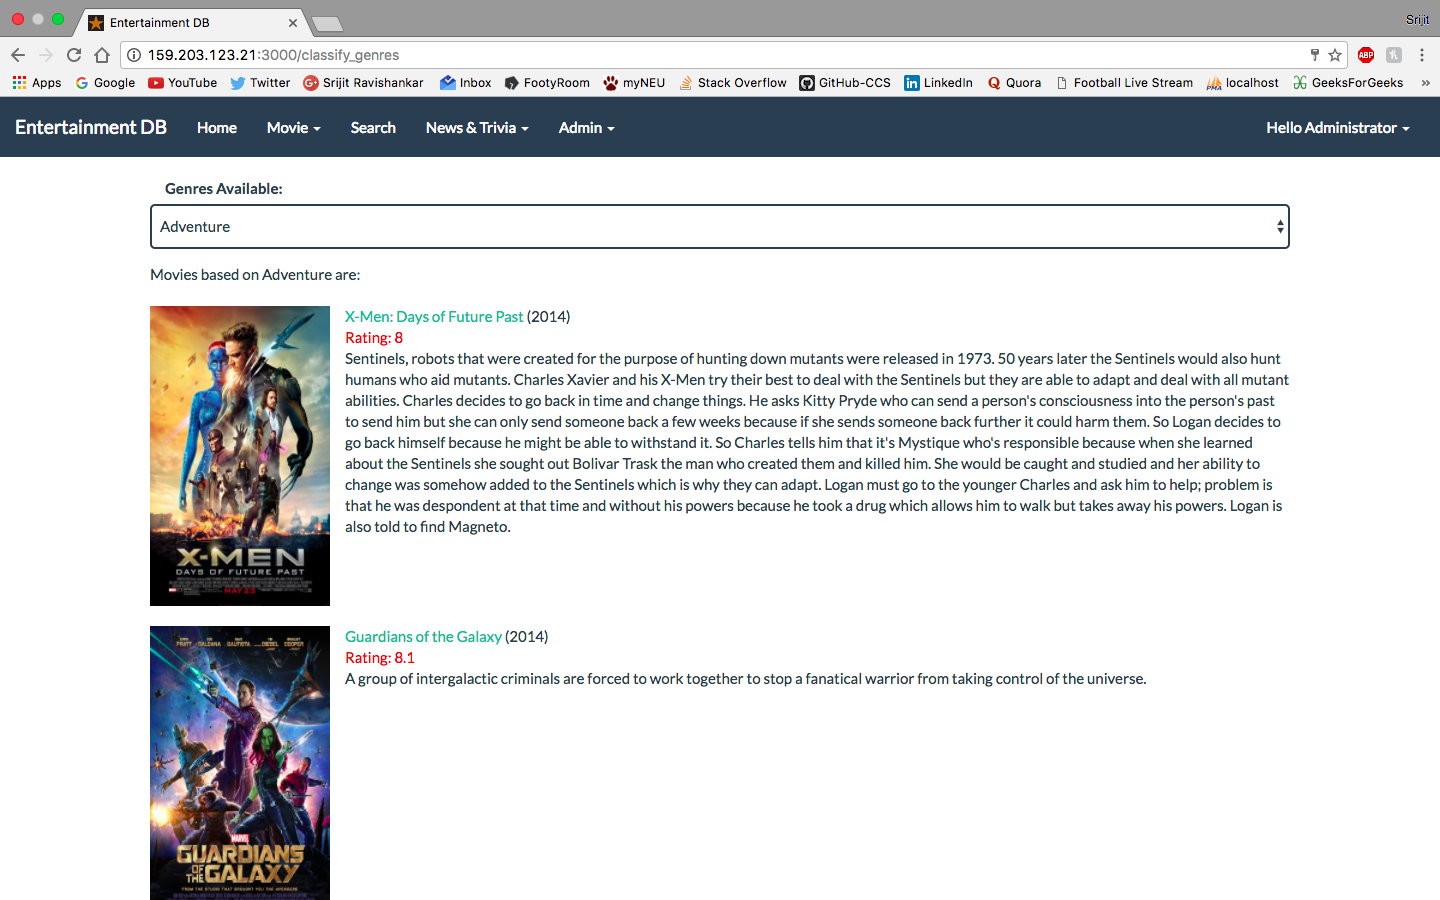 Entertainment DB
Srijit
159.203.123.21:3000/classify_genres
ABP
Apps
Google
YouTube
Twitter
Srijit Ravishankar
Inbox
FootyRoom
myNEU
Stack Overflow
GitHub-CCS
LinkedIn
Quora
Football Live Stream
localhost
GeeksForGeeks
Entertainment DB
Home
Movie
Search
News & Trivia
Admin
Hello Administrator
Genres Available:
Adventure
Movies based on Adventure are:
X-Men: Days of Future Past (2014)
Rating: 8
Sentinels, robots that were created for the purpose of hunting down mutants were released in 1973. 50 years later the Sentinels would also hunt
humans who aid mutants. Charles Xavier and his X-Men try their best to deal with the Sentinels but they are able to adapt and deal with all mutant
abilities. Charles decides to go back in time and change things. He asks Kitty Pryde who can send a person's consciousness into the person's past
to send him but she can only send someone back a few weeks because if she sends someone back further it could harm them. So Logan decides to
go back himself because he might be able to withstand it. So Charles tells him that it's Mystique who's responsible because when she learned
about the Sentinels she sought out Bolivar Trask the man who created them and killed him. She would be caught and studied and her ability to
change was somehow added to the Sentinels which is why they can adapt. Logan must go to the younger Charles and ask him to help; problem is
that he was despondent at that time and without his powers because he took a drug which allows him to walk but takes away his powers. Logan is
also told to find Magneto.
X-MEN
DAYS OF FUTURE PAST
MAY 23
Guardians of the Galaxy (2014)
Rating: 8.1
A group of intergalactic criminals are forced to work together to stop a fanatical warrior from taking control of the universe.
PRATT SALDANA BAUTISTA DIESEL COOPER
MARVEL
GUARDIANS
OF THE
GALAXY
FROM THE STUDIO THAT BROUGHT YOU THE AVENGERS